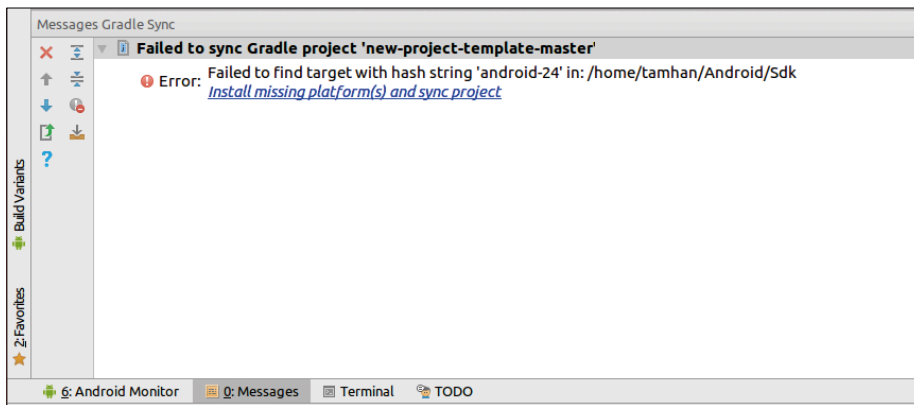 Messages Gradle Sync
Failed to sync Gradle project 'new-project-template-master'
Error: Failed to find target with hash string 'android-24' in: /home/tamhan/Android/Sdk
Install missing platform(s) and sync project
Build Variants
2: Favorites
6: Android Monitor
0: Messages
Terminal
TODO